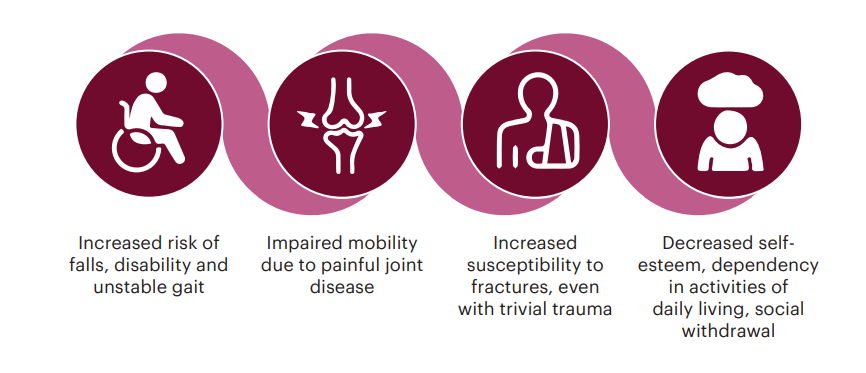 Increased risk of
falls, disability and
unstable gait
Impaired mobility
due to painful joint
disease
Increased
susceptibility to
fractures, even
with trivial trauma
Decreased self-
esteem, dependency
in activities of
daily living, social
withdrawal